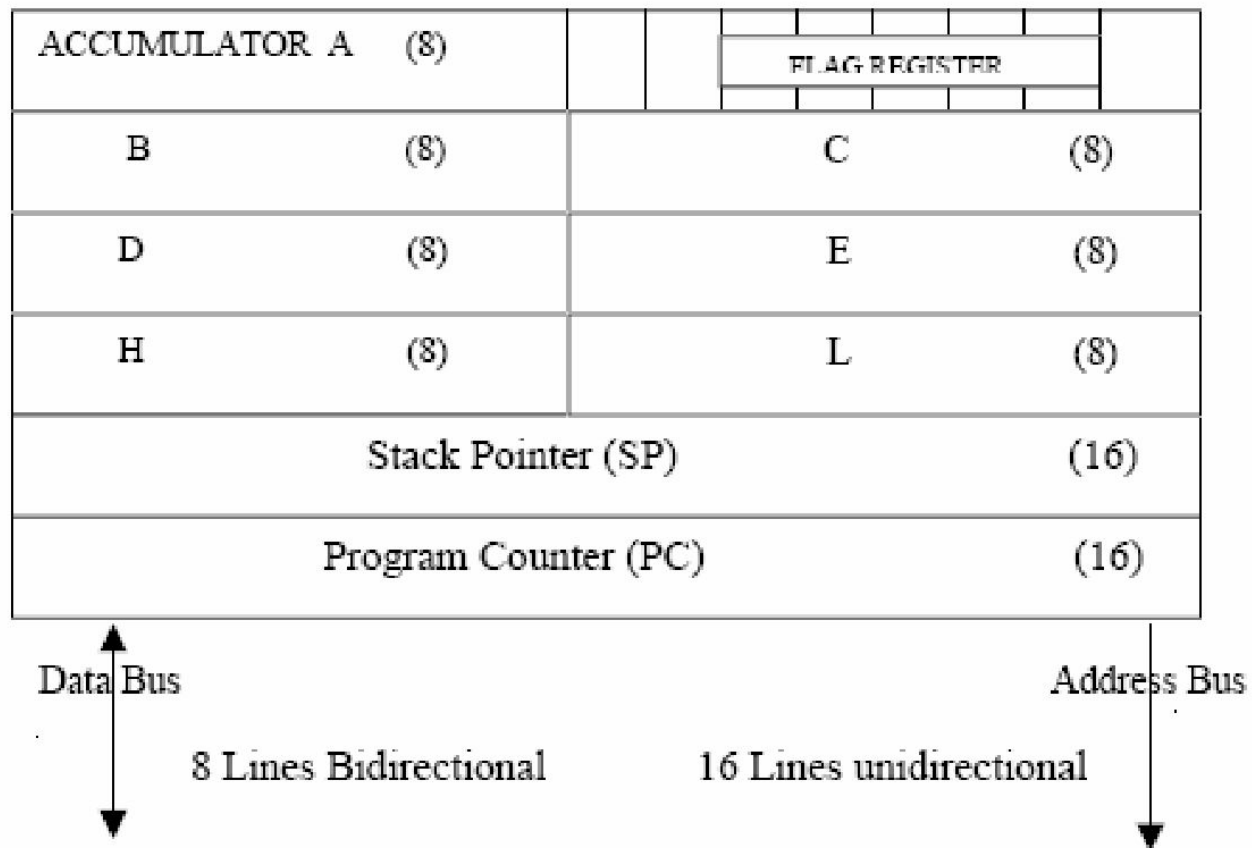 ACCUMULATOR A (8)
FLAG REGISTER
B (8) C (8)
D (8) E (8)
H (8) L (8)
Stack Pointer (SP) (16)
Program Counter (PC) (16)
Data Bus Address Bus
8 Lines Bidirectional 16 Lines unidirectional